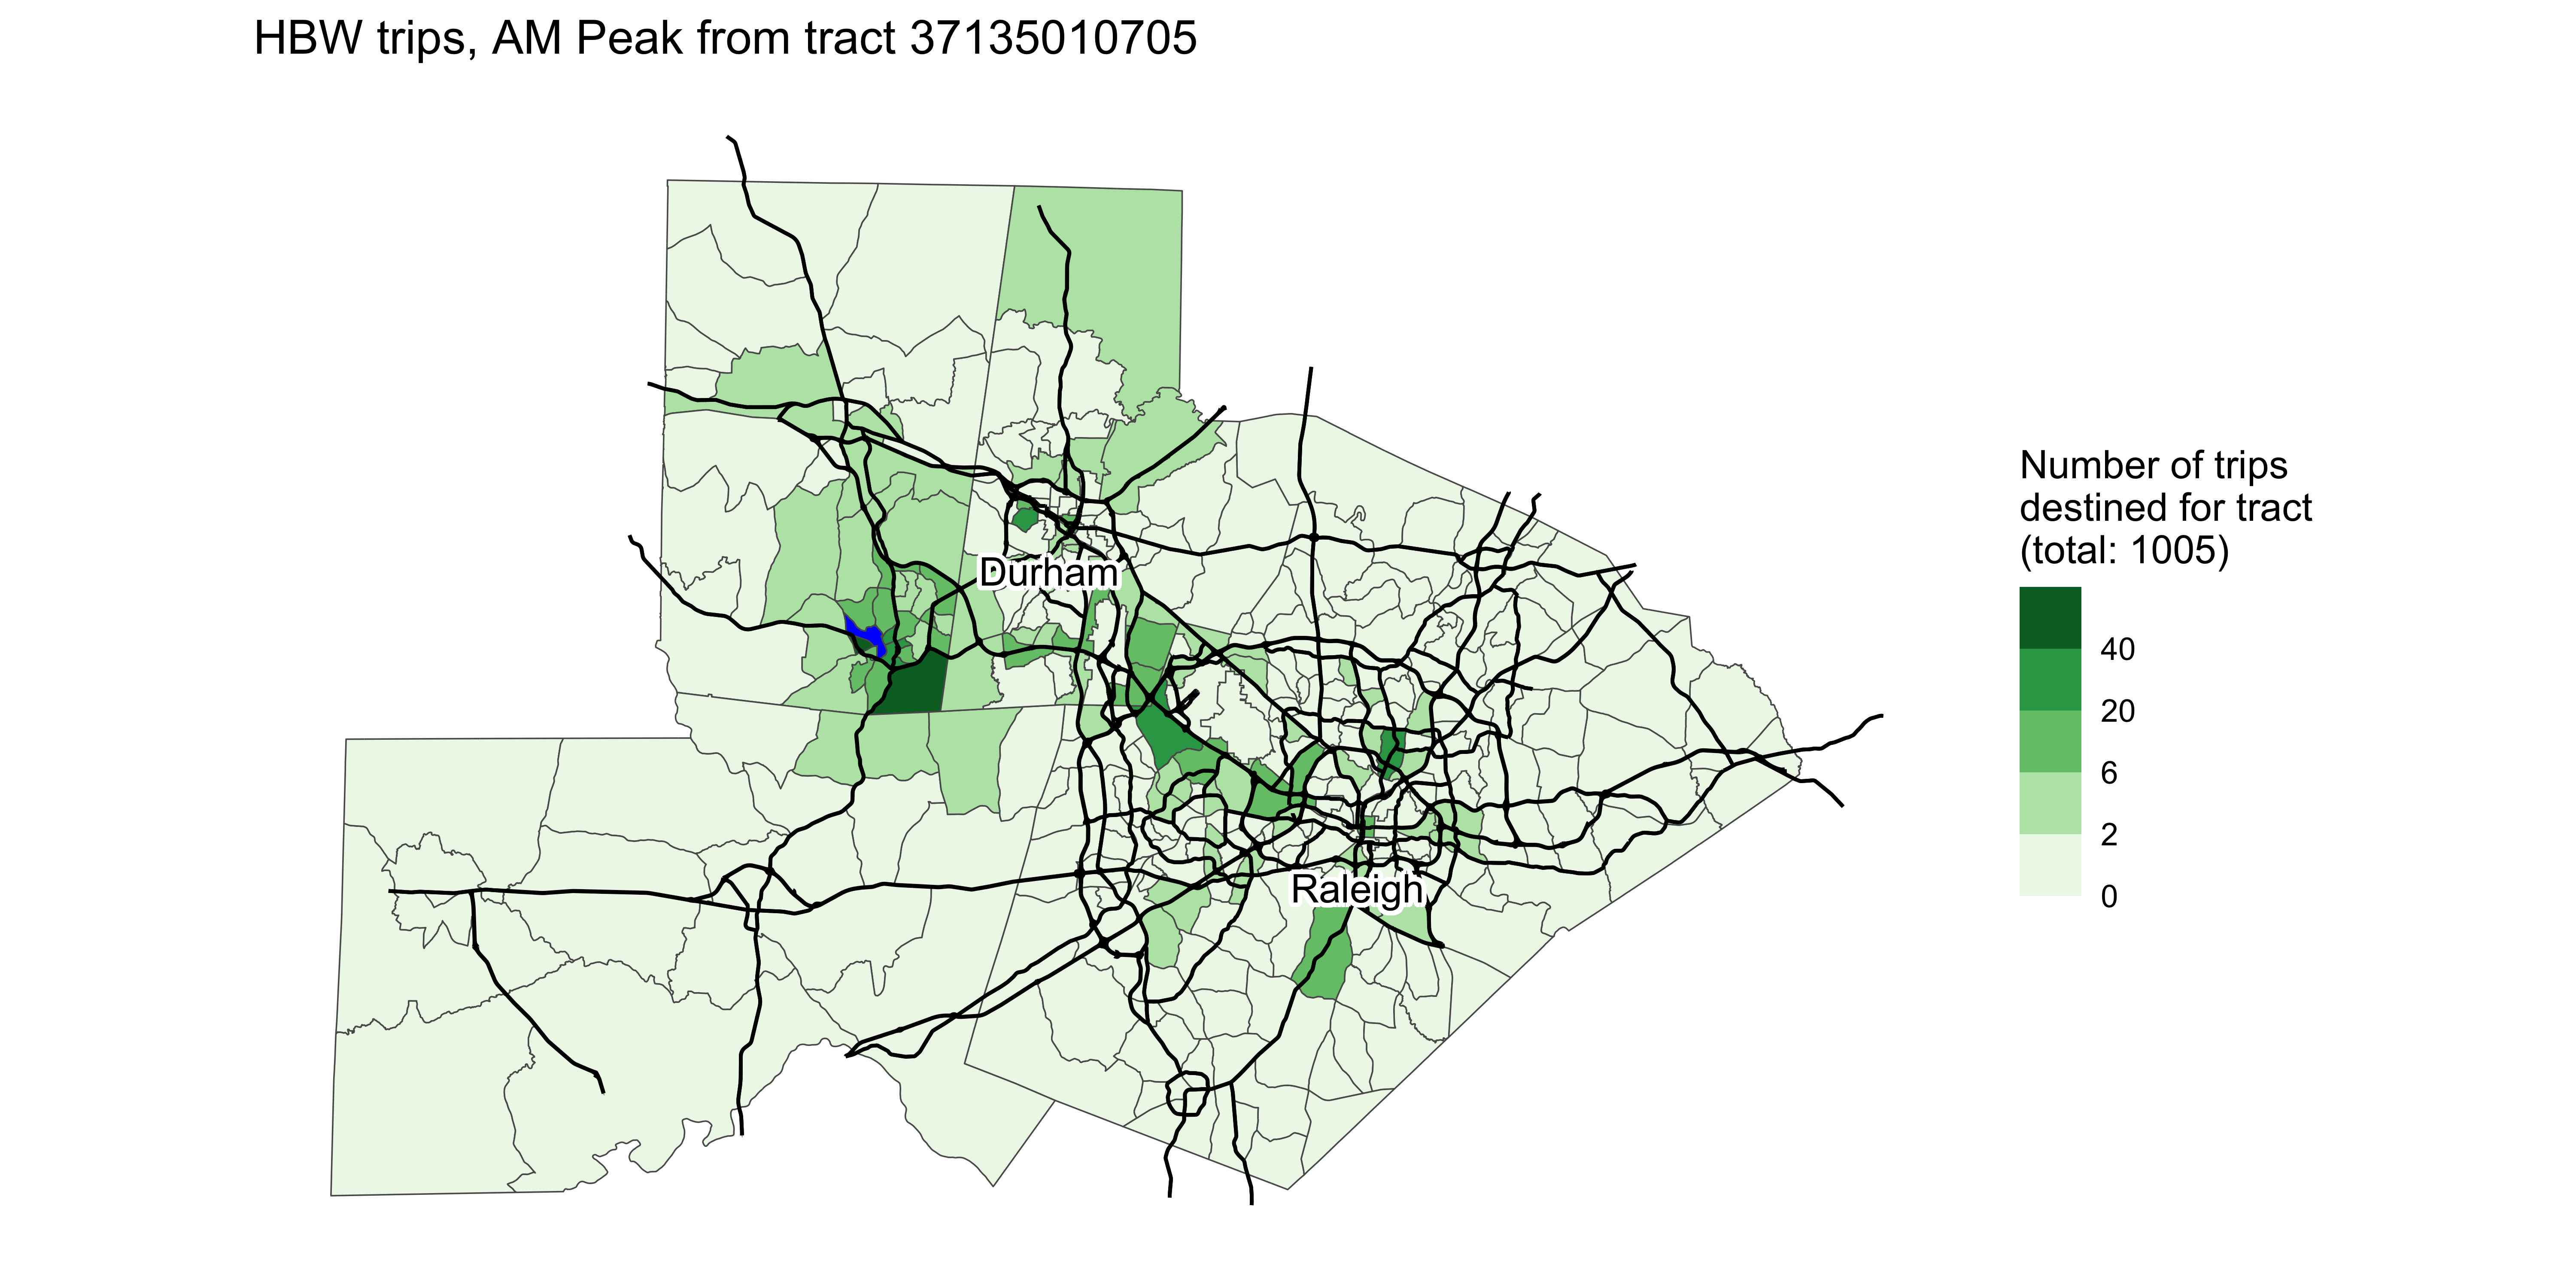 HBW trips, AM Peak from tract 37135010705
Durham
Raleigh
Number of trips
destined for tract
(total: 1005)
40
20
6
2
0